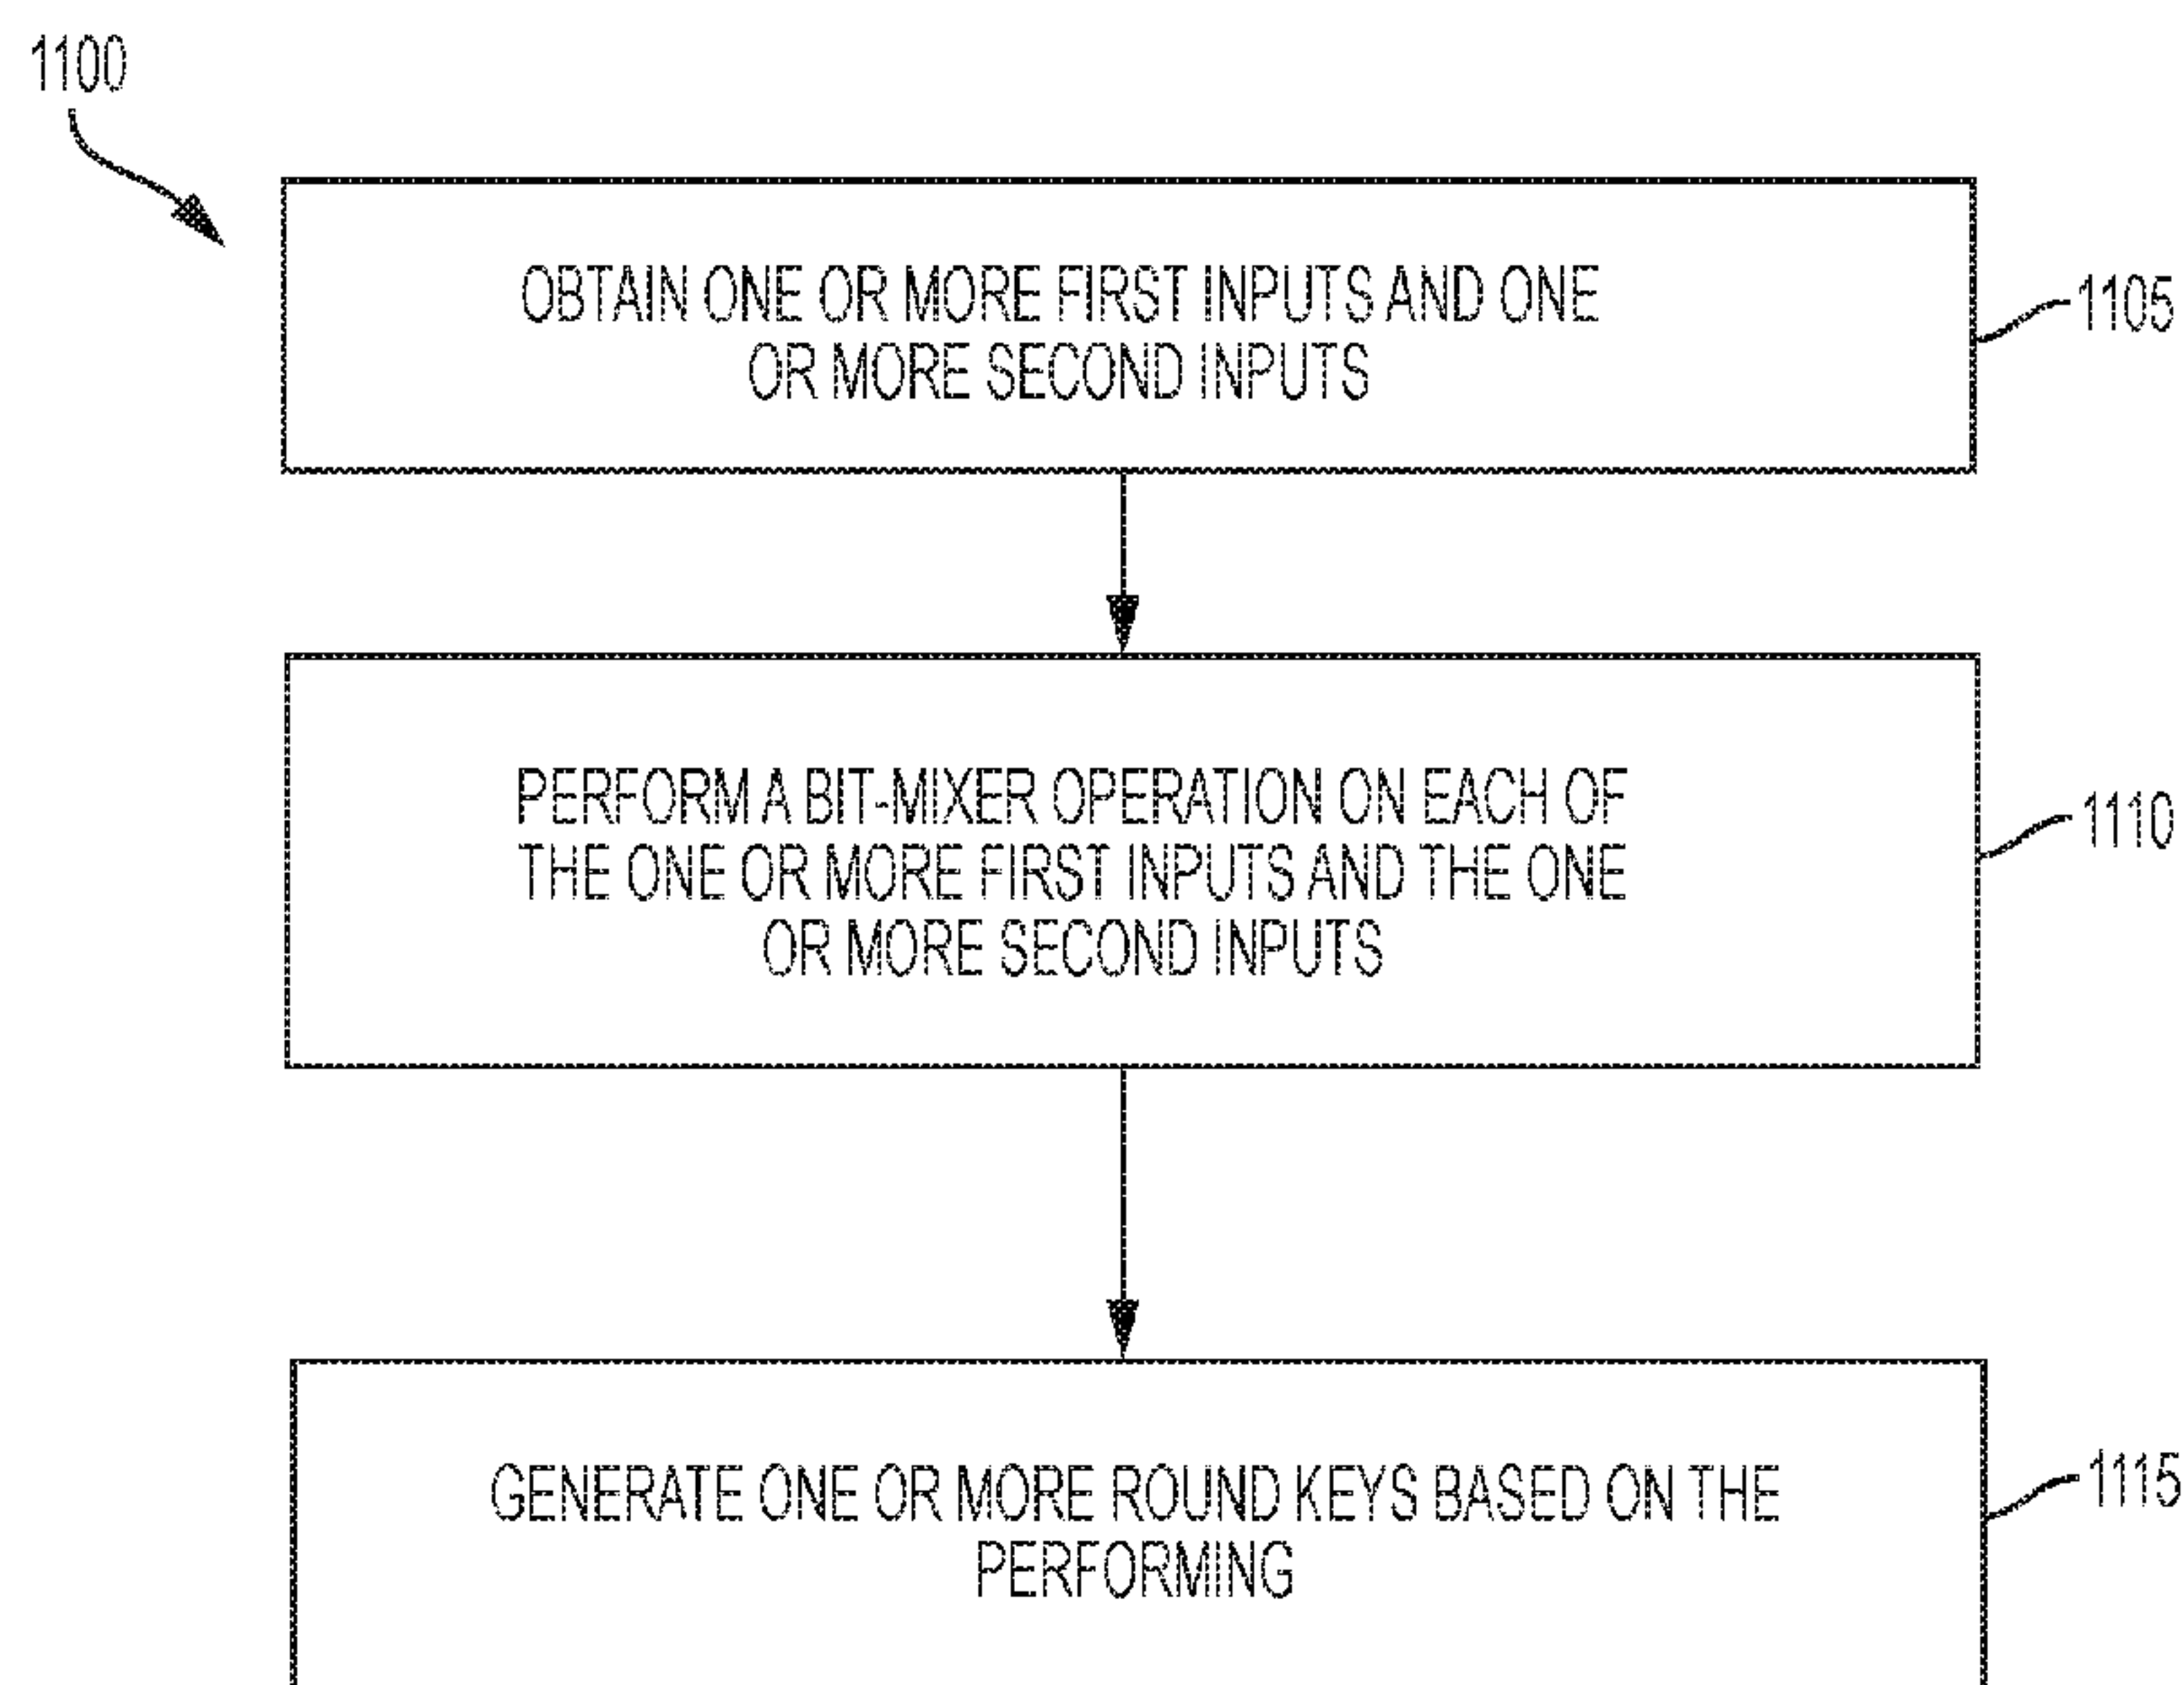 1100
OBTAIN ONE OR MORE FIRST INPUTS AND ONE
OR MORE SECOND INPUTS
1105
PERFORM A BIT-MIXER OPERATION ON EACH OF
THE ONE OR MORE FIRST INPUTS AND THE ONE
OR MORE SECOND INPUTS
1110
GENERATE ONE OR MORE ROUND KEYS BASED ON THE
PERFORMING
1115